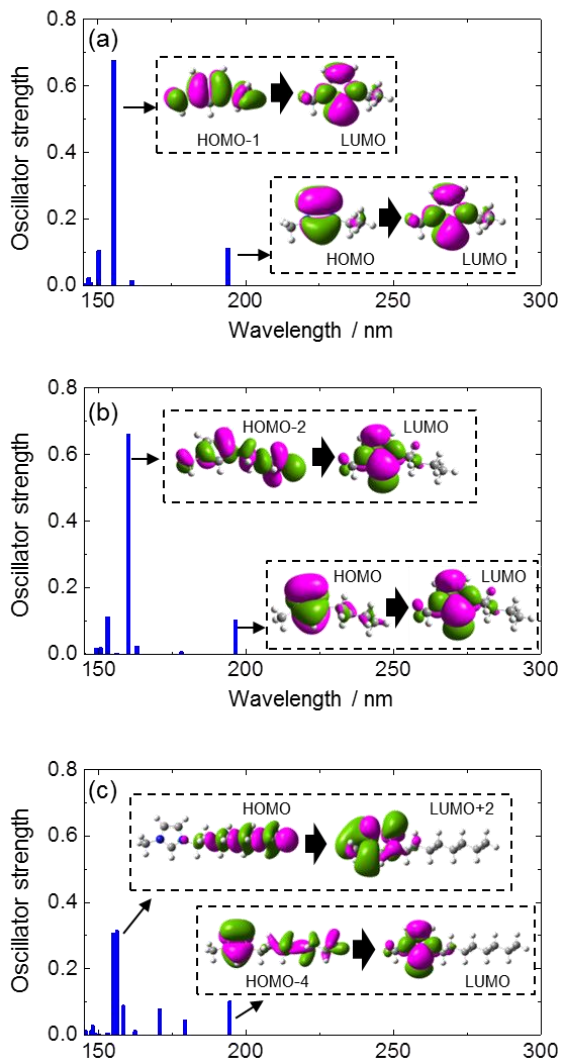 (a)
0.8
0.6
0.4
0.2
0.0
Oscillator strength
HOMO-1 LUMO
HOMO LUMO
150 200 250 300
Wavelength / nm
(b)
0.8
0.6
0.4
0.2
0.0
Oscillator strength
HOMO-2 LUMO
HOMO LUMO
150 200 250 300
Wavelength / nm
(c)
0.8
0.6
0.4
0.2
0.0
Oscillator strength
HOMO LUMO+2
HOMO-4 LUMO
150 200 250 300
Wavelength / nm